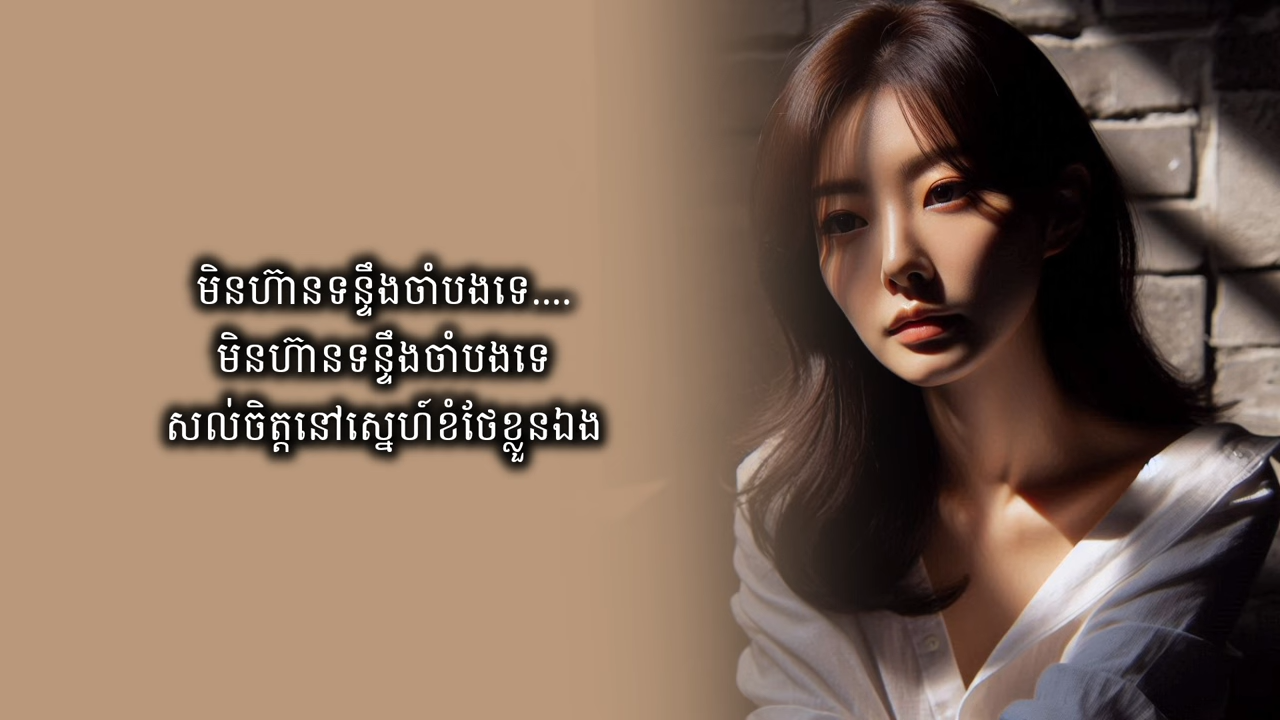 មិនហ៊ានទន្ទឹងចាំបងទេ....
មិនហ៊ានទន្ទឹងចាំបងទេ
សល់ចិត្តនៅស្នេហ៍ខំថែខ្លួនឯង